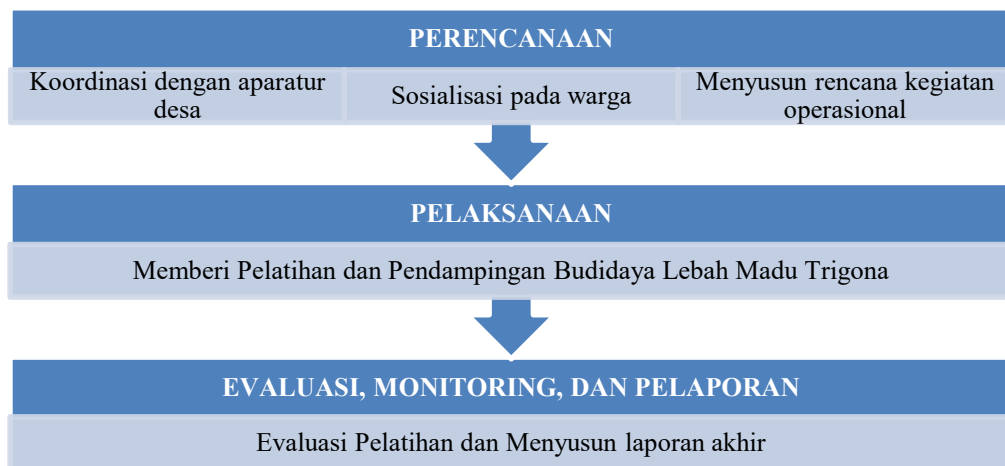 PERENCANAAN
Koordinasi dengan aparatur
desa
Sosialisasi pada warga
Menyusun rencana kegiatan
operasional
PELAKSANAAN
Memberi Pelatihan dan Pendampingan Budidaya Lebah Madu Trigona
EVALUASI, MONITORING, DAN PELAPORAN
Evaluasi Pelatihan dan Menyusun laporan akhir